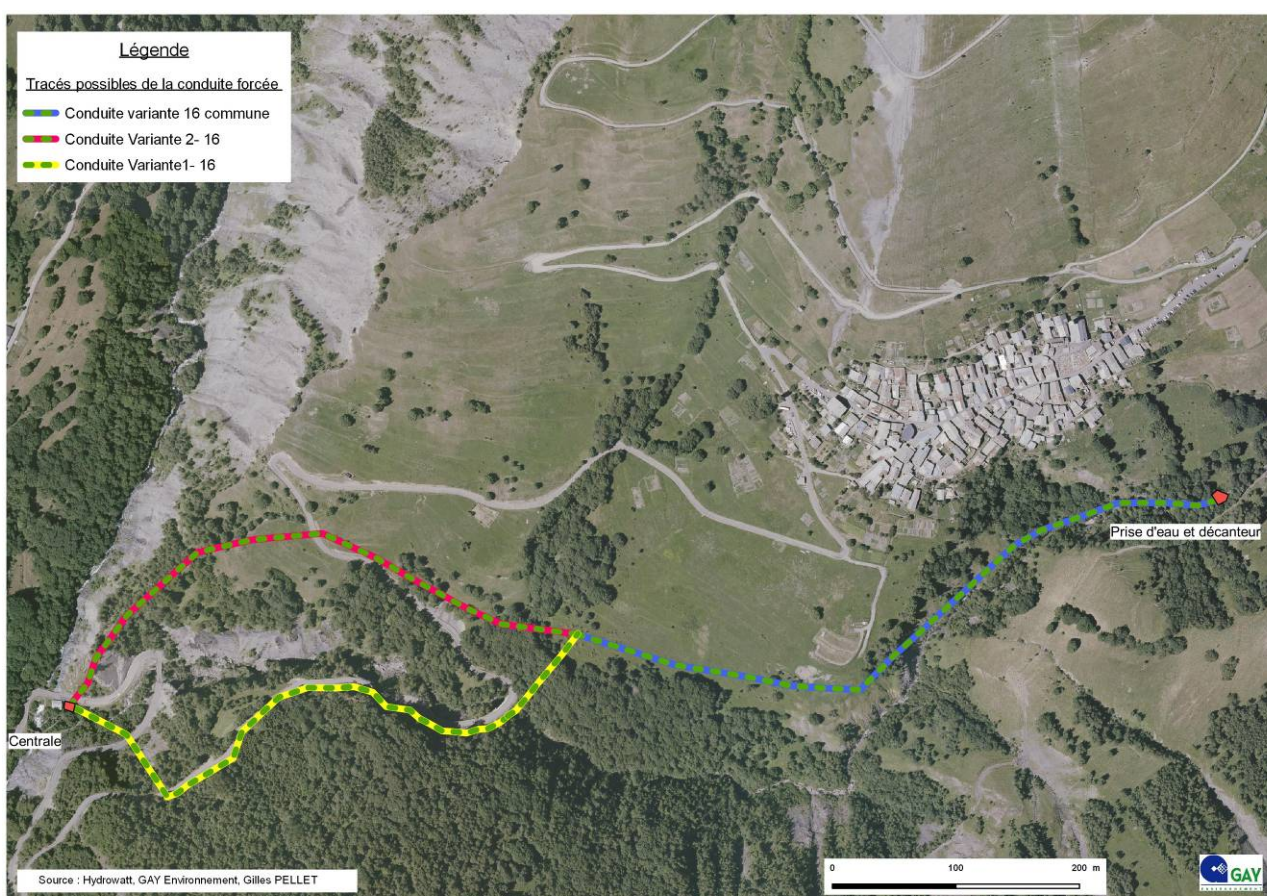 Légende
Tracés possibles de la conduite forcée
Conduite variante 16 commune
Conduite Variante 2- 16
Conduite Variante1- 16
Prise d'eau et décanteur
Centrale
Source : Hydrowatt, GAY Environnement, Gilles PELLET
0 100 200 m
GAY
ENVIRONNEMENT